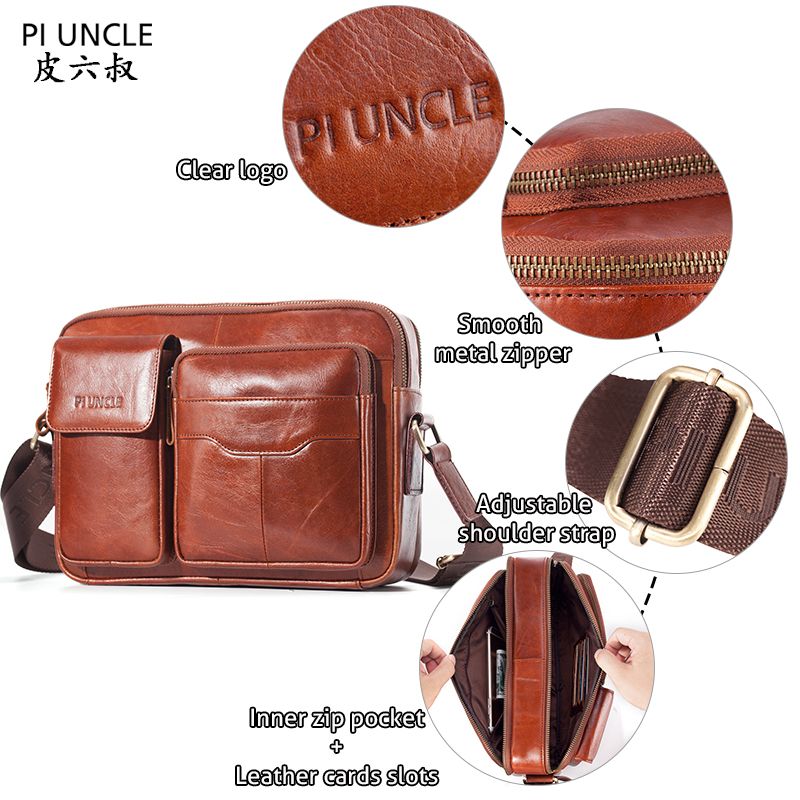 PI UNCLE
皮六叔
PI UNCLE
Clear logo
Smooth
metal zipper
PI UNCLE
Adjustable
shoulder strap
Inner zip pocket
+
Leather cards slots